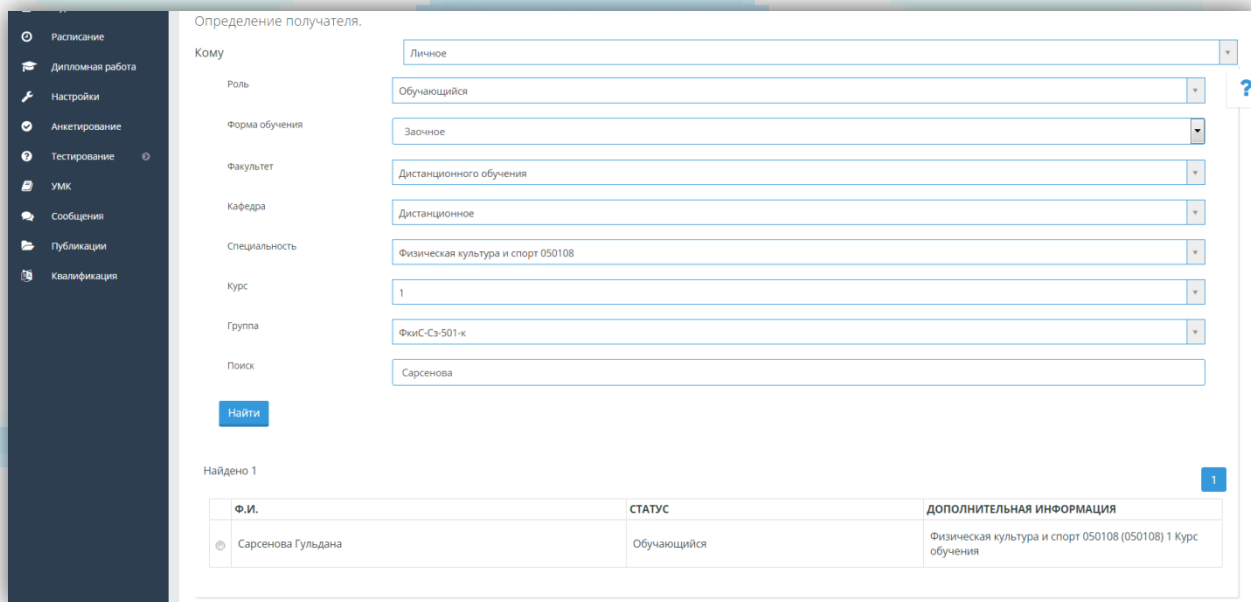 Расписание
Дипломная работа
Настройки
Анкетирование
Тестирование
УМК
Сообщения
Публикации
Квалификация
Определение получателя.
Кому
Личное
Роль
Обучающийся
Форма обучения
Заочное
Факультет
Дистанционного обучения
Кафедра
Дистанционное
Специальность
Физическая культура и спорт 050108
Курс
1
Группа
ФкиС-Сз-501-к
Поиск
Сарсенова
Найти
?
Найдено 1
1
Ф.И. СТАТУС ДОПОЛНИТЕЛЬНАЯ ИНФОРМАЦИЯ
Сарсенова Гульдана Обучающийся Физическая культура и спорт 050108 (050108) 1 Курс
обучения